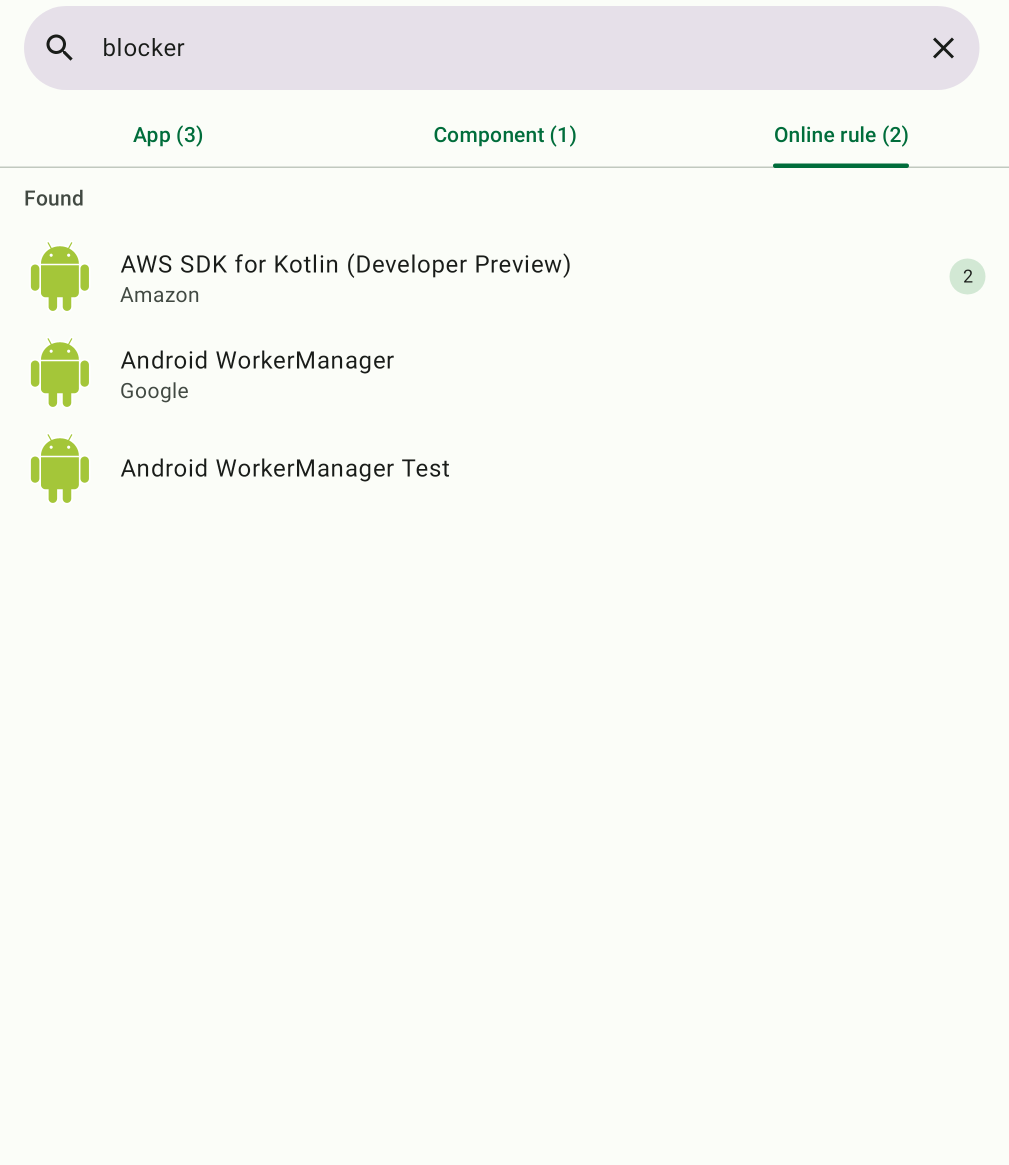 blocker
App (3)
Component (1)
Online rule (2)
Found
AWS SDK for Kotlin (Developer Preview)
Amazon
2
Android WorkerManager
Google
Android WorkerManager Test